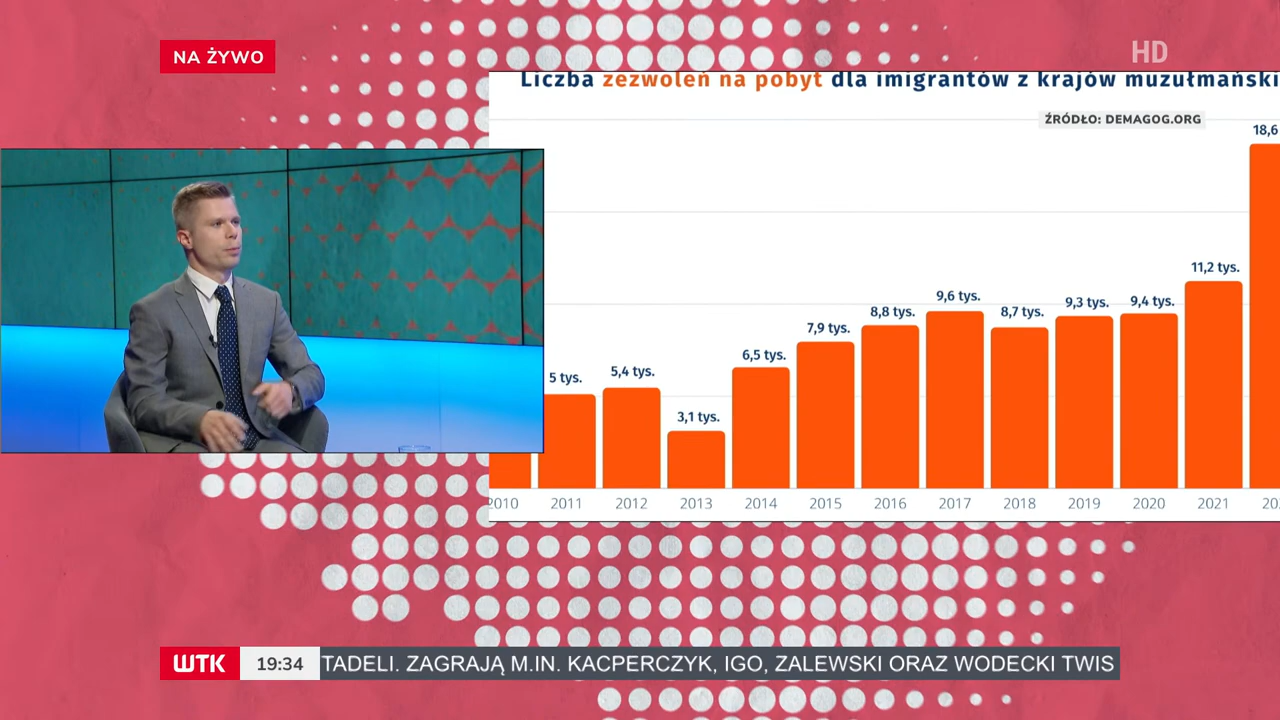 NA ŻYWO
HD
Liczba zezwoleń na pobyt dla imigrantów z krajów muzułmański
ŹRÓDŁO: DEMAGOG.ORG
18,6
11,2 tys.
9,6 tys.
9,4 tys.
9,3 tys.
8,8 tys.
8,7 tys.
7,9 tys.
6,5 tys.
5,4 tys.
5 tys.
3,1 tys.
2010 2011 2012 2013 2014 2015 2016 2017 2018 2019 2020 2021 20
WTK 19:34 TADELI. ZAGRAJĄ M.IN. KACPERCZYK, IGO, ZALEWSKI ORAZ WODECKI TWIS